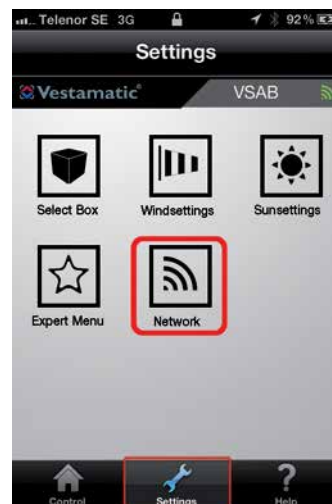 Telenor SE 3G 92%
Settings
Vestamatic® VSAB
Select Box Windsettings Sunsettings
Expert Menu Network
Control Settings Help